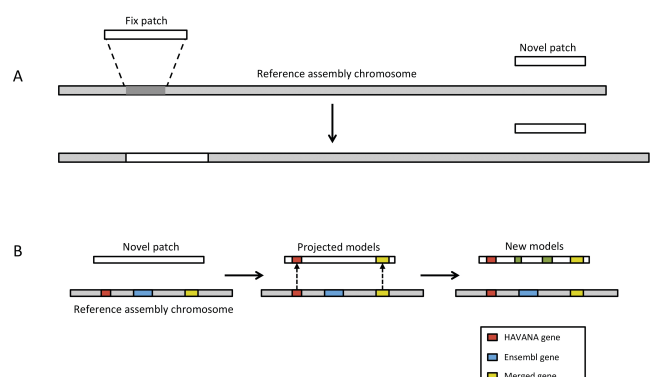 Fix patch
Novel patch
A
Reference assembly chromosome
B
Novel patch
Projected models
New models
Reference assembly chromosome
HAVANA gene
Ensembl gene
Merged gene